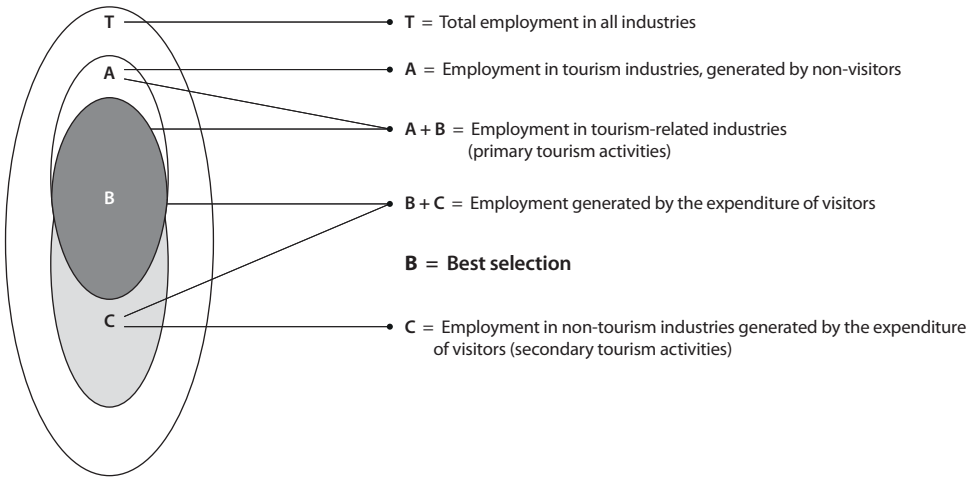 T
T = Total employment in all industries
A
A = Employment in tourism industries, generated by non-visitors
A + B = Employment in tourism-related industries
(primary tourism activities)
B
B + C = Employment generated by the expenditure of visitors
B = Best selection
C
C = Employment in non-tourism industries generated by the expenditure
of visitors (secondary tourism activities)